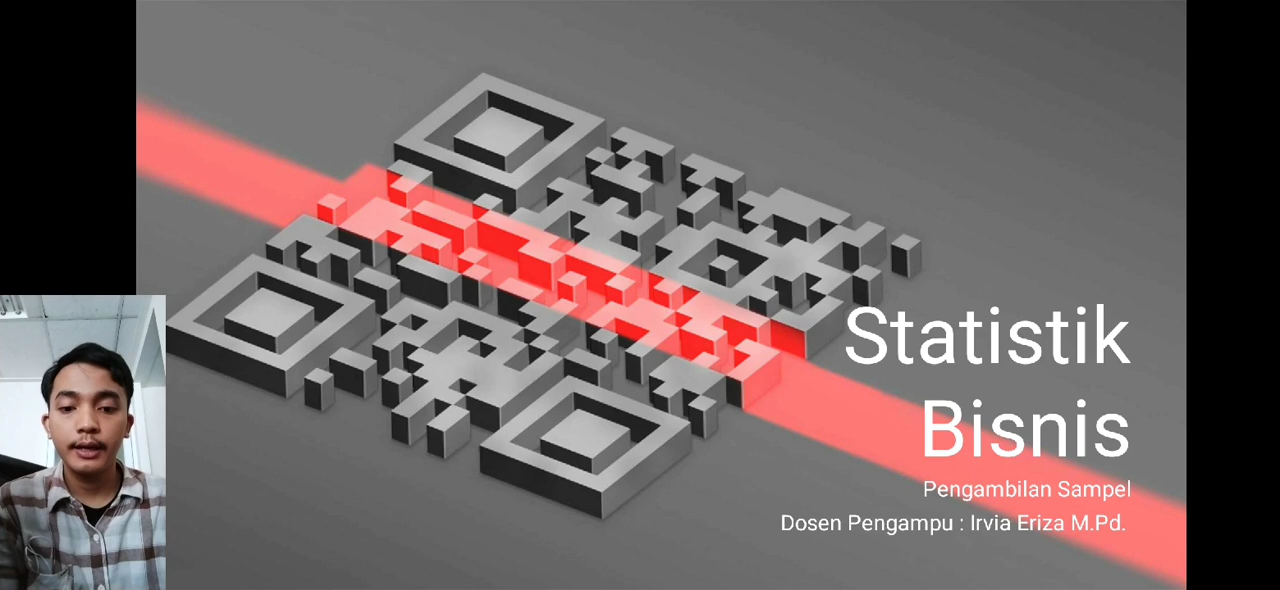 Statistik
Bisnis
Pengambilan Sampel
Dosen Pengampu : Irvia Eriza M.Pd.